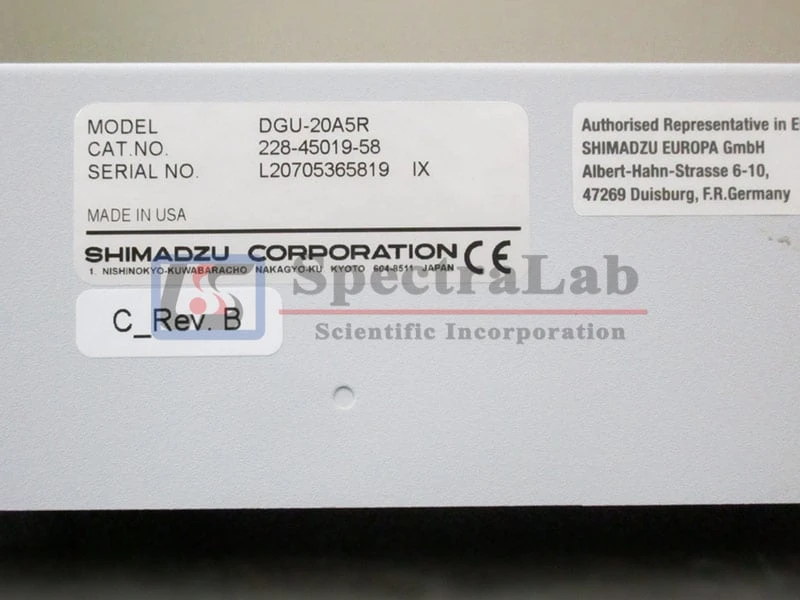 MODEL DGU-20A5R
CAT.NO. 228-45019-58
SERIAL NO. L20705365819 IX
MADE IN USA
SHIMADZU CORPORATION CE
1. NISHINOKYO-KUWABARACHO NAKAGYO-KU KYOTO 604-8511 JAPAN
C_Rev. B
Authorised Representative in E
SHIMADZU EUROPA GmbH
Albert-Hahn-Strasse 6-10,
47269 Duisburg, F.R.Germany
SpectraLab
Scientific Incorporation